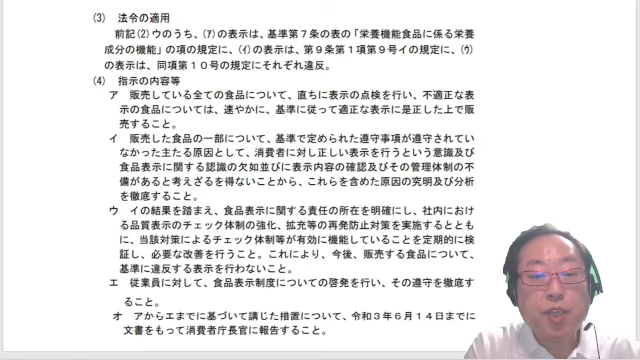 (3) 法令の適用
前記(2)ウのうち、(ｱ)の表示は、基準第７条の表の「栄養機能食品に係る栄養
成分の機能」の項の規定に、(ｲ)の表示は、第９条第１項第９号イの規定に、(ｳ)
の表示は、同項第１０号の規定にそれぞれ違反。
(4) 指示の内容等
ア 販売している全ての食品について、直ちに表示の点検を行い、不適正な表
示の食品については、速やかに、基準に従って適正な表示に是正した上で販
売すること。
イ 販売した食品の一部について、基準で定められた遵守事項が遵守されてい
なかった主たる原因として、消費者に対し正しい表示を行うという意識及び
食品表示に関する認識の欠如並びに表示内容の確認及びその管理体制の不
備があると考えざるを得ないことから、これらを含めた原因の究明及び分析
を徹底すること。
ウ イの結果を踏まえ、食品表示に関する責任の所在を明確にし、社内におけ
る品質表示のチェック体制の強化、拡充等の再発防止対策を実施するととも
に、当該対策によるチェック体制等が有効に機能していることを定期的に検
証し、必要な改善を行うこと。これにより、今後、販売する食品について、
基準に違反する表示を行わないこと。
エ 従業員に対して、食品表示制度についての啓発を行い、その遵守を徹底す
ること。
オ アからエまでに基づいて講じた措置について、令和３年６月１４日までに
文書をもって消費者庁長官に報告すること。